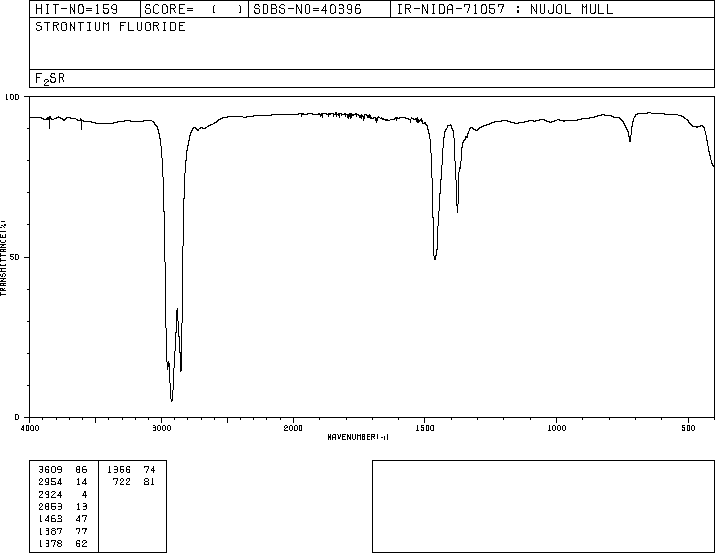 HIT-NO=159 SCORE= ( ) SDBS-NO=40396 IR-NIDA-71057 : NUJOL MULL
STRONTIUM FLUORIDE
F2SR
100
50
0
TRANSMITTANCE(%)
4000 3000 2000 1500 1000 500
WAVENUMBER(-1)
3609 86 1366 74
2954 14 722 81
2924 4
2853 13
1463 47
1387 77
1378 62